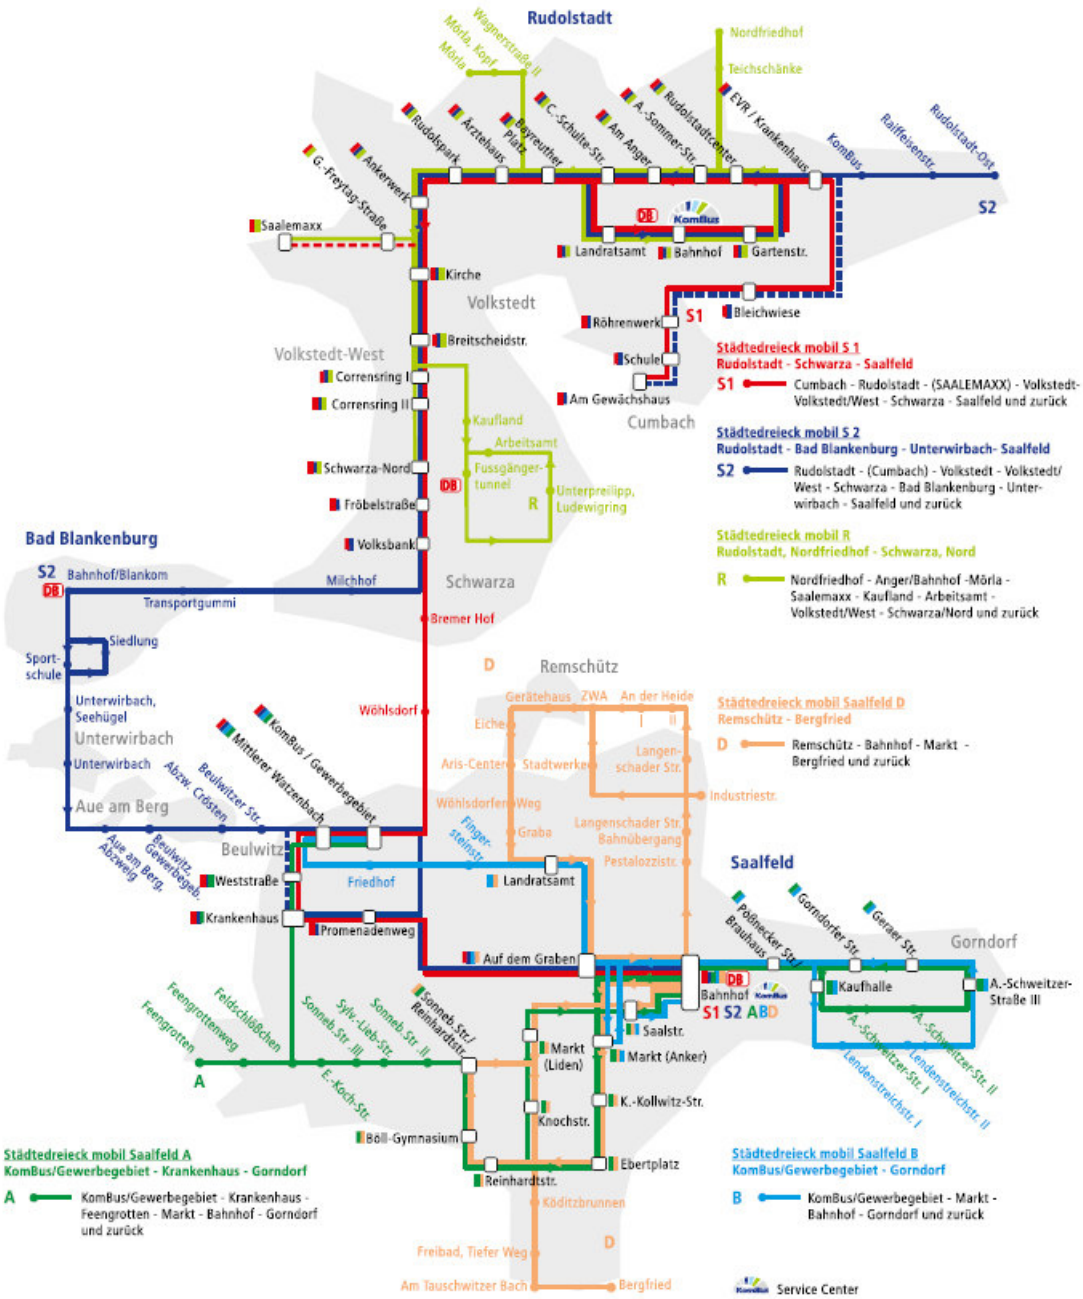 Rudolstadt
Wagnerstraße II
Mörla, Kopf
Mörla
Nordfriedhof
Teichschänke
EVR / Krankenhaus
Rudolstadtcenter
A.-Sommer-Str.
Am Anger
C.-Schulte-Str.
Bayreuther
Platz
Ärztehaus
Rudolspark
Ankerwerk
G.-Freytag-Straße
Saalemaxx
KomBus
Raiffeisenstr.
Rudolstadt-Ost
S2
DB
KomBus
Landratsamt
Bahnhof
Gartenstr.
Kirche
Volkstedt
Breitscheidstr.
Volkstedt-West
Correnssring I
Correnssring II
Röhrenwerk
S1
Bleichwiese
Schule
Am Gewächshaus
Cumbach
Kaufland
Arbeitsamt
Schwarza-Nord
Fussgänger-
tunnel
DB
R
Unterpreilipp,
Ludewigring
Fröbelstraße
Volksbank
Schwarza
Städtedreieck mobil S 1
Rudolstadt - Schwarza - Saalfeld
S1
Cumbach - Rudolstadt - (SAALEMAXX) - Volkstedt-
Volkstedt/West - Schwarza - Saalfeld und zurück
Städtedreieck mobil S 2
Rudolstadt - Bad Blankenburg - Unterwirbach- Saalfeld
S2
Rudolstadt - (Cumbach) - Volkstedt - Volkstedt/
West - Schwarza - Bad Blankenburg - Unter-
wirbach - Saalfeld und zurück
Städtedreieck mobil R
Rudolstadt, Nordfriedhof - Schwarza, Nord
R
Nordfriedhof - Anger/Bahnhof -Mörla -
Saalemaxx - Kaufland - Arbeitsamt -
Volkstedt/West - Schwarza/Nord und zurück
Bad Blankenburg
S2
DB
Bahnhof/Blankom
Transportgummi
Milchhof
Siedlung
Sport-
schule
Bremer Hof
Wöhlsdorf
Unterwirbach,
Seehügel
Unterwirbach
Unterwirbach
Aue am Berg
Abzw. Crösten
Beulwitzer Str.
Mittlerer Watzenbach
KomBus / Gewerbegebiet
Aue am Berg,
Abzweig
Beulwitz,
Gewerbegeb.
Beulwitz
D
Remschütz
Gerätehaus
ZWA
An der Heide
I
II
Eiche
Aris-Center
Stadtwerke
Langen-
schader Str.
Wöhlsdorfer Weg
Industriestr.
Graba
Langenschader Str.
Bahnübergang
Pestalozzistr.
Städtedreieck mobil Saalfeld D
Remschütz - Bergfried
D
Remschütz - Bahnhof - Markt -
Bergfried und zurück
Finger-
steinstr.
Friedhof
Landratsamt
Weststraße
Krankenhaus
Promenadenweg
Auf dem Graben
Saalfeld
Pößnecker Str./
Brauhaus
Gorndorfer Str.
Geraer Str.
Gorndorf
DB
Bahnhof
KomBus
S1 S2 A B D
Kaufhalle
A.-Schweitzer-
Straße III
A.-Schweitzer-Str. I
A.-Schweitzer-Str. II
Lendenstreichstr. I
Lendenstreichstr. II
Saalstr.
Markt (Anker)
Markt
(Liden)
K.-Kollwitz-Str.
Knochstr.
Ebertplatz
Reinhardtstr.
Böll-Gymnasium
Sonneb. Str./
Reinhardtstr.
Sonneb. Str. II
Sylv.-Lieb-Str.
Sonneb. Str. III
E.-Koch-Str.
Feldschlößchen
Feengrottenweg
Feengrotten
A
Köditzbrunnen
D
Freibad, Tiefer Weg
Am Tauschwitzer Bach
Bergfried
Städtedreieck mobil Saalfeld A
KomBus/Gewerbegebiet - Krankenhaus - Gorndorf
A
KomBus/Gewerbegebiet - Krankenhaus -
Feengrotten - Markt - Bahnhof - Gorndorf
und zurück
Städtedreieck mobil Saalfeld B
KomBus/Gewerbegebiet - Gorndorf
B
KomBus/Gewerbegebiet - Markt -
Bahnhof - Gorndorf und zurück
KomBus
Service Center